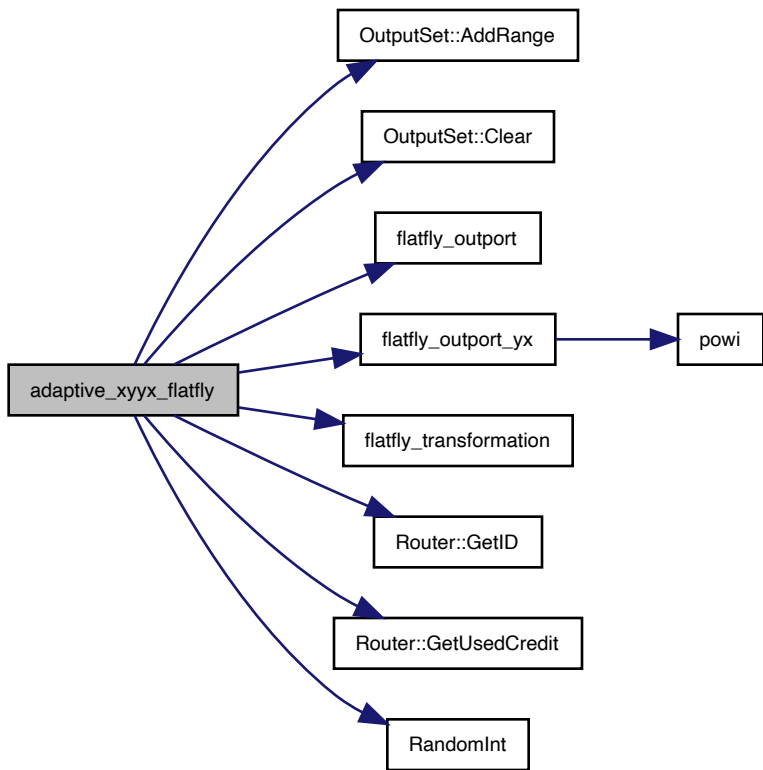 OutputSet::AddRange
OutputSet::Clear
flatfly_outport
flatfly_outport_yx
powi
adaptive_xyyx_flatfly
flatfly_transformation
Router::GetID
Router::GetUsedCredit
RandomInt